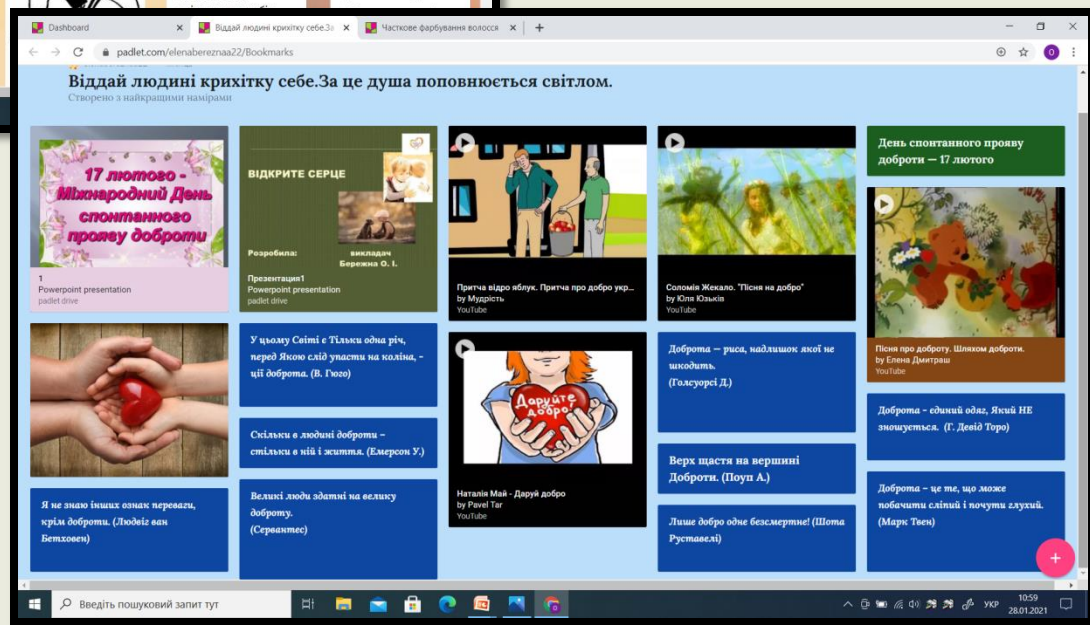 Dashboard
Віддай людині крихітку себе.За
Часткове фарбування волосся
padlet.com/elenabereznaa22/Bookmarks
O
Віддай людині крихітку себе.За це душа поповнюється світлом.
Створено з найкращими намірами
17 лютого -
Міжнародний День
спонтанного
прояву доброти
1
Powerpoint presentation
padlet drive
Я не знаю інших ознак переваги,
крім доброти. (Людвіг ван
Бетховен)
ВІДКРИТЕ СЕРЦЕ
Розробила: викладач
Бережна О. І.
Презентация1
Powerpoint presentation
padlet drive
У цьому Світі є Тільки одна річ,
перед Якою слід упасти на коліна, -
ції доброта. (В. Гюго)
Скільки в людині доброти –
стільки в ній і життя. (Емерсон У.)
Великі люди здатні на велику
доброту.
(Сервантес)
Притча відро яблук. Притча про добро укр...
by Мудрість
YouTube
Даруйте
добро!
Наталія Май - Даруй добро
by Pavel Tar
YouTube
Соломія Жекало. "Пісня на добро"
by Юля Юзьків
YouTube
Доброта — риса, надлишок якої не
шкодить.
(Голсуорсі Д.)
Верх щастя на вершині
Доброти. (Поуп А.)
Лише добро одне безсмертне! (Шота
Руставелі)
День спонтанного прояву
доброти — 17 лютого
Пісня про доброту. Шляхом доброти.
by Елена Дмитраш
YouTube
Доброта - єдиний одяг, Який НЕ
зношується. (Г. Девід Торо)
Доброта – це те, що може
побачити сліпий і почути глухий.
(Марк Твен)
Введіть пошуковий запит тут
УКР
10:59
28.01.2021